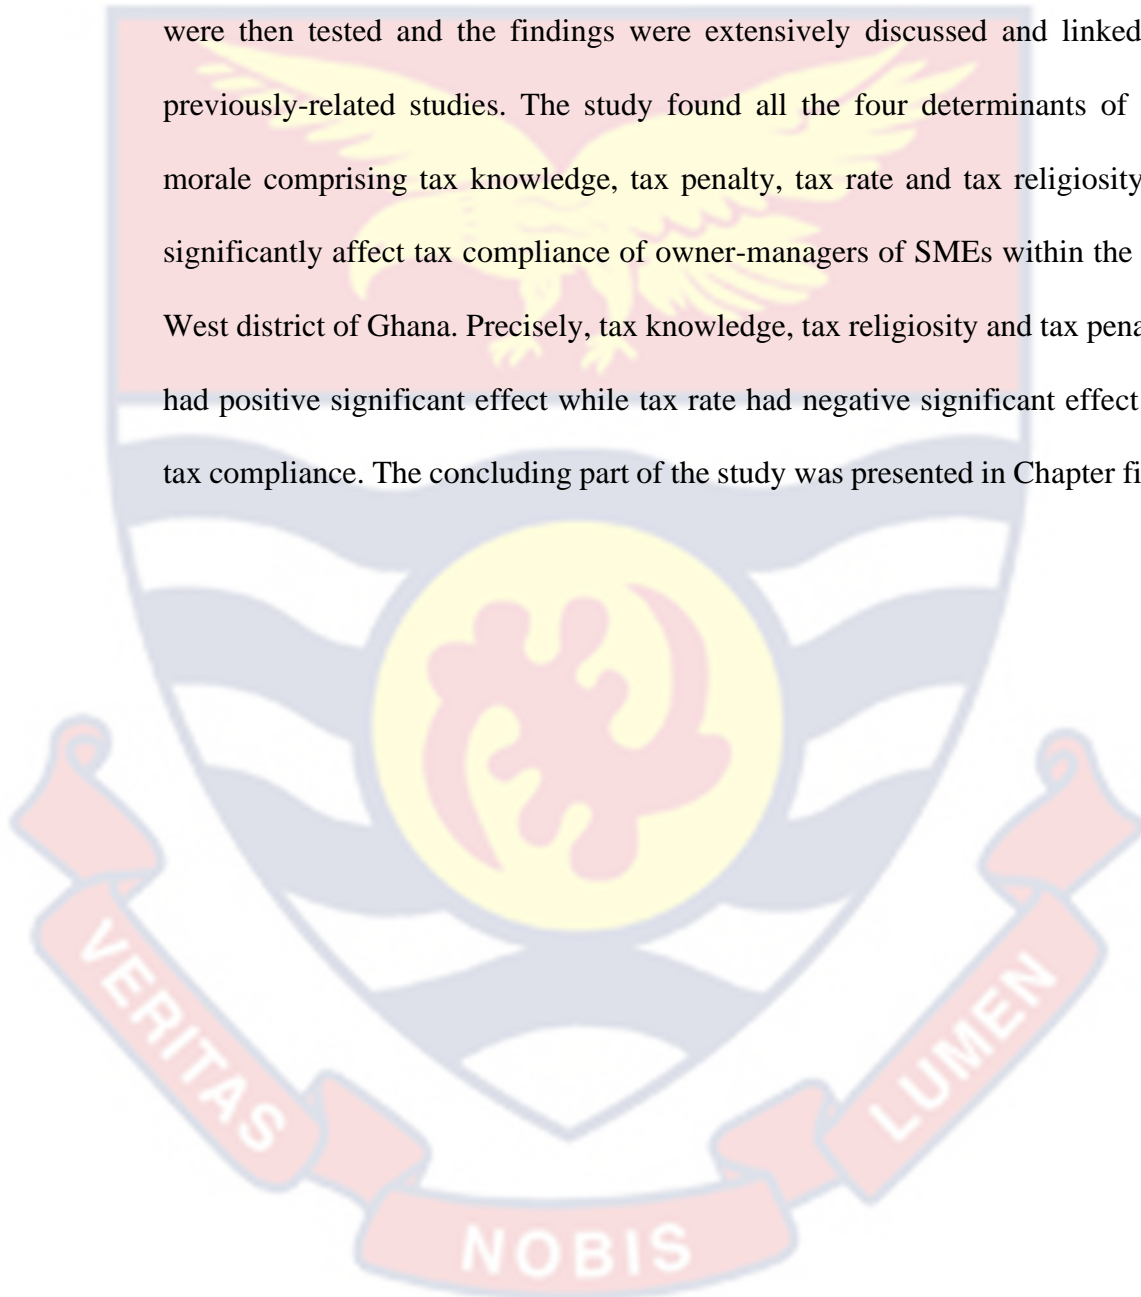 were then tested and the findings were extensively discussed and linked
previously-related studies. The study found all the four determinants of
morale comprising tax knowledge, tax penalty, tax rate and tax religiosity
significantly affect tax compliance of owner-managers of SMEs within the
West district of Ghana. Precisely, tax knowledge, tax religiosity and tax pena
had positive significant effect while tax rate had negative significant effect
tax compliance. The concluding part of the study was presented in Chapter fi
VERITAS
NOBIS
LUMEN